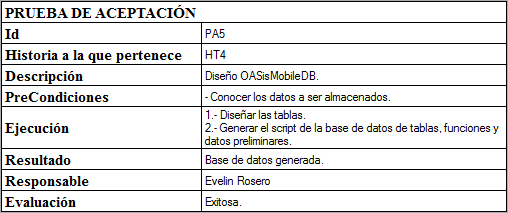 PRUEBA DE ACEPTACIÓN
Id PA5
Historia a la que pertenece HT4
Descripción Diseño OASisMobileDB.
PreCondiciones - Conocer los datos a ser almacenados.
Ejecución 1.- Diseñar las tablas.
2.- Generar el script de la base de datos de tablas, funciones y
datos preliminares.
Resultado Base de datos generada.
Responsable Evelin Rosero
Evaluación Exitosa.